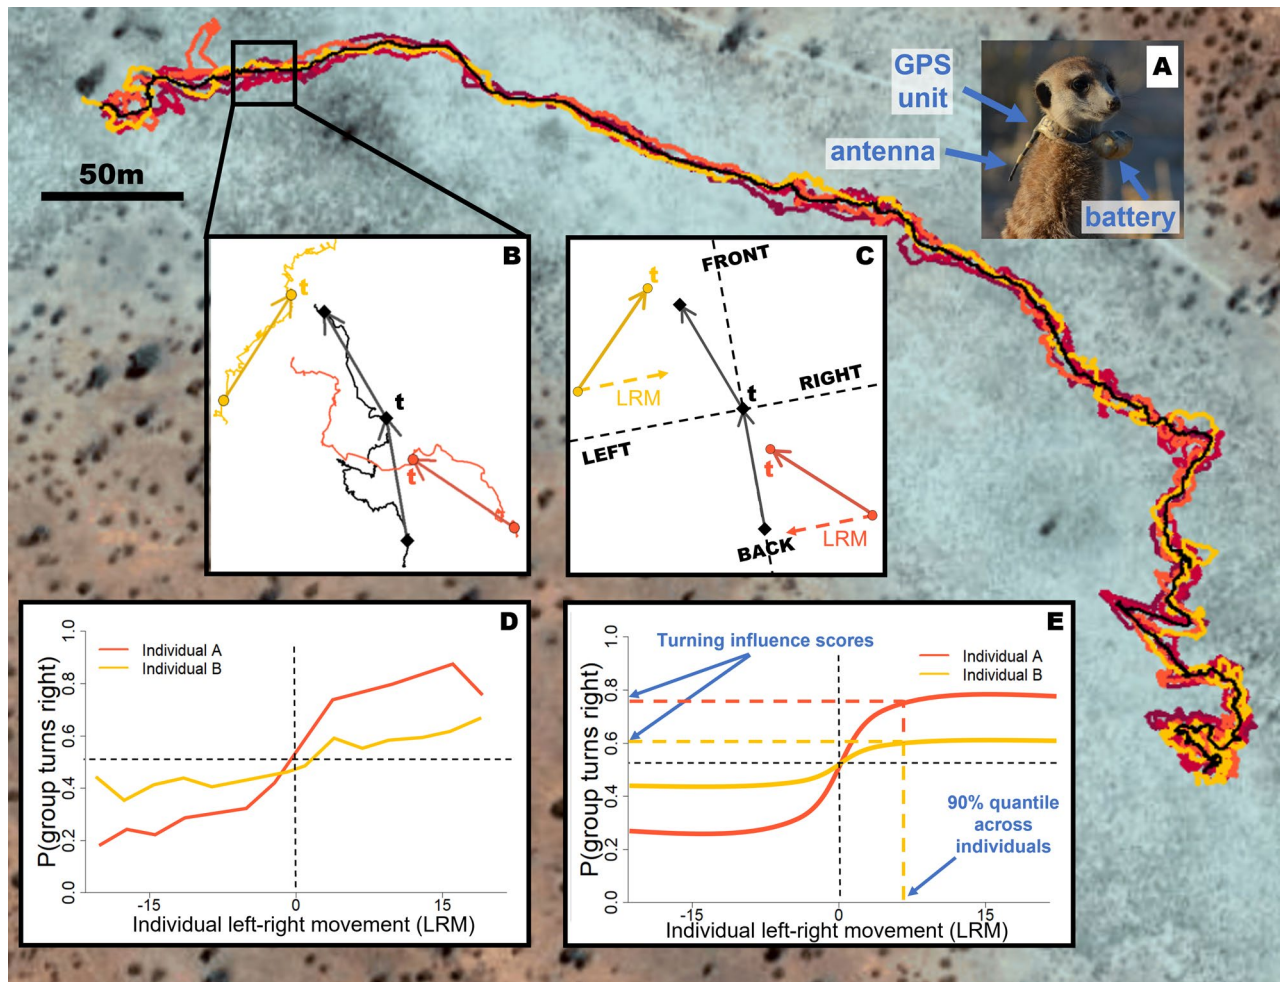 A
GPS
unit
antenna
battery
50m
B
t
t
t
C
FRONT
t
RIGHT
LRM
t
LEFT
t
BACK
LRM
D
1.0
0.8
0.6
0.4
0.2
0.0
P(group turns right)
Individual A
Individual B
-15
0
15
Individual left-right movement (LRM)
E
1.0
0.8
0.6
0.4
0.2
0.0
P(group turns right)
Turning influence scores
Individual A
Individual B
90% quantile
across
individuals
-15
0
15
Individual left-right movement (LRM)